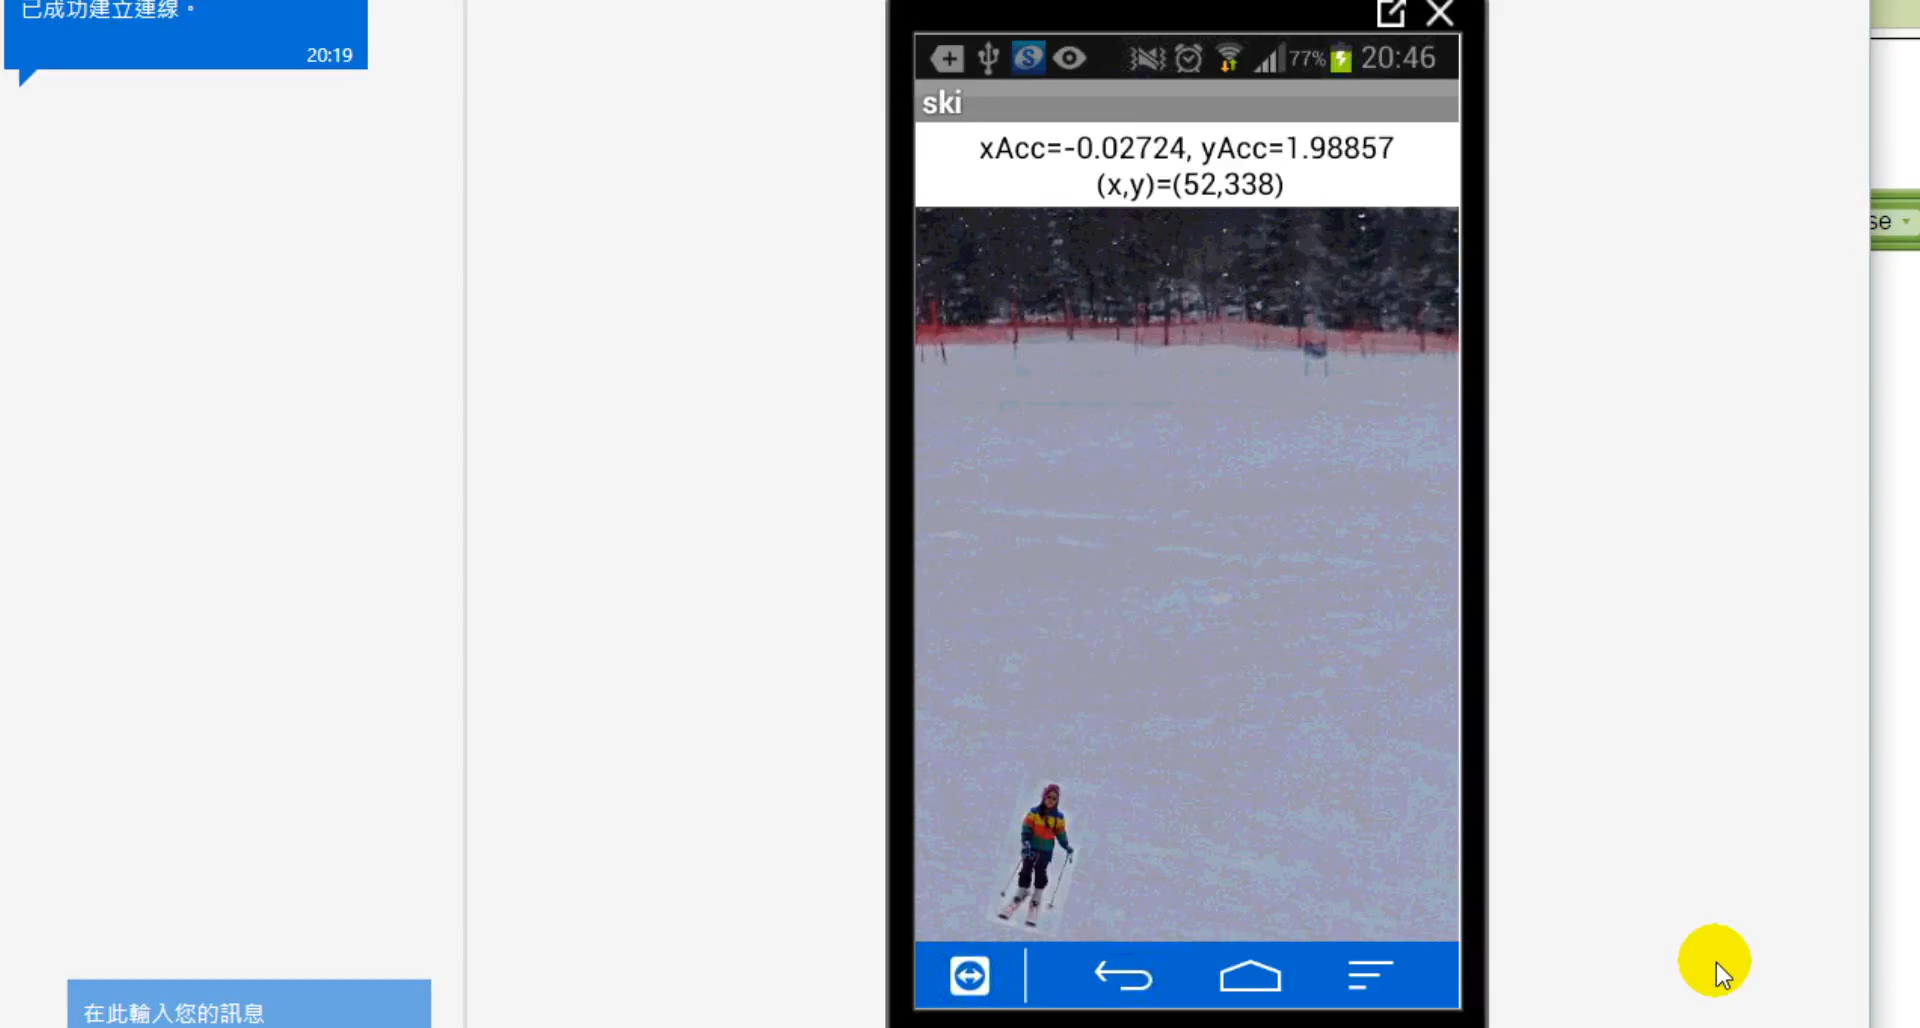 已成功建立連線。
20:19
77% 20:46
ski
xAcc=-0.02724, yAcc=1.98857
(x,y)=(52,338)
se
在此輸入您的訊息